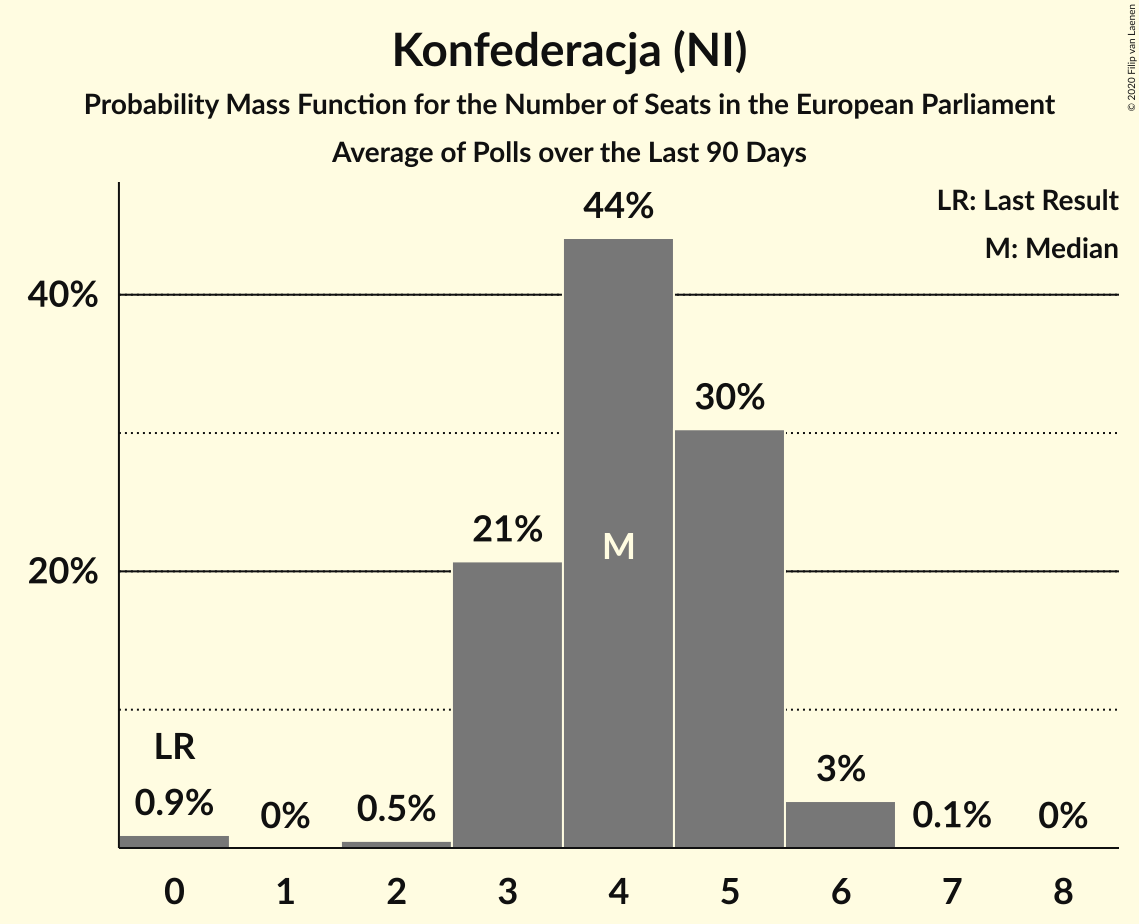 Konfederacja (NI)
Probability Mass Function for the Number of Seats in the European Parliament
Average of Polls over the Last 90 Days
© 2020 Filip van Laenen
LR: Last Result
M: Median
44%
40%
30%
21%
M
20%
LR
0.9%
0%
0.5%
3%
0.1%
0%
0 1 2 3 4 5 6 7 8